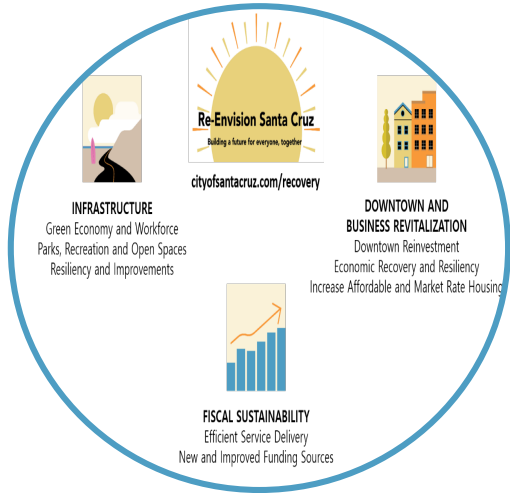 Re-Envision Santa Cruz
Building a future for everyone, together
cityofsantacruz.com/recovery
INFRASTRUCTURE
Green Economy and Workforce
Parks, Recreation and Open Spaces
Resiliency and Improvements
DOWNTOWN AND
BUSINESS REVITALIZATION
Downtown Reinvestment
Economic Recovery and Resiliency
Increase Affordable and Market Rate Housing
FISCAL SUSTAINABILITY
Efficient Service Delivery
New and Improved Funding Sources